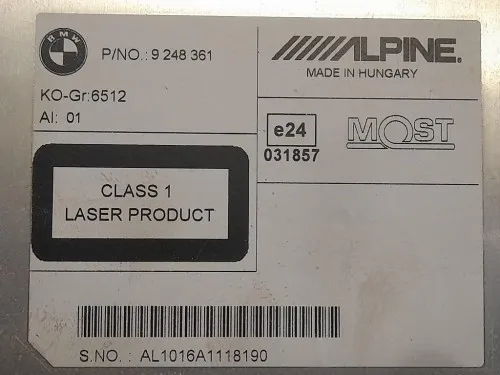 BMW
P/NO.: 9 248 361
ALPINE®
MADE IN HUNGARY
KO-Gr:6512
AI: 01
e24
031857
MOST
CLASS 1
LASER PRODUCT
S.NO. : AL1016A1118190